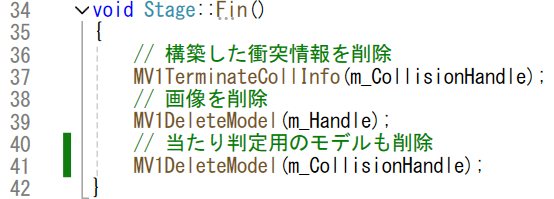 34 void Stage::Fin()
35 {
36 // 構築した衝突情報を削除
37 MV1TerminateCollInfo(m_CollisionHandle);
38 // 画像を削除
39 MV1DeleteModel(m_Handle);
40 // 当たり判定用のモデルも削除
41 MV1DeleteModel(m_CollisionHandle);
42 }